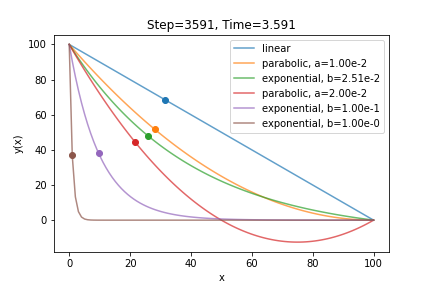 Step=3591, Time=3.591
y(x)
100
80
60
40
20
0
linear
parabolic, a=1.00e-2
exponential, b=2.51e-2
parabolic, a=2.00e-2
exponential, b=1.00e-1
exponential, b=1.00e-0
0 20 40 60 80 100
x